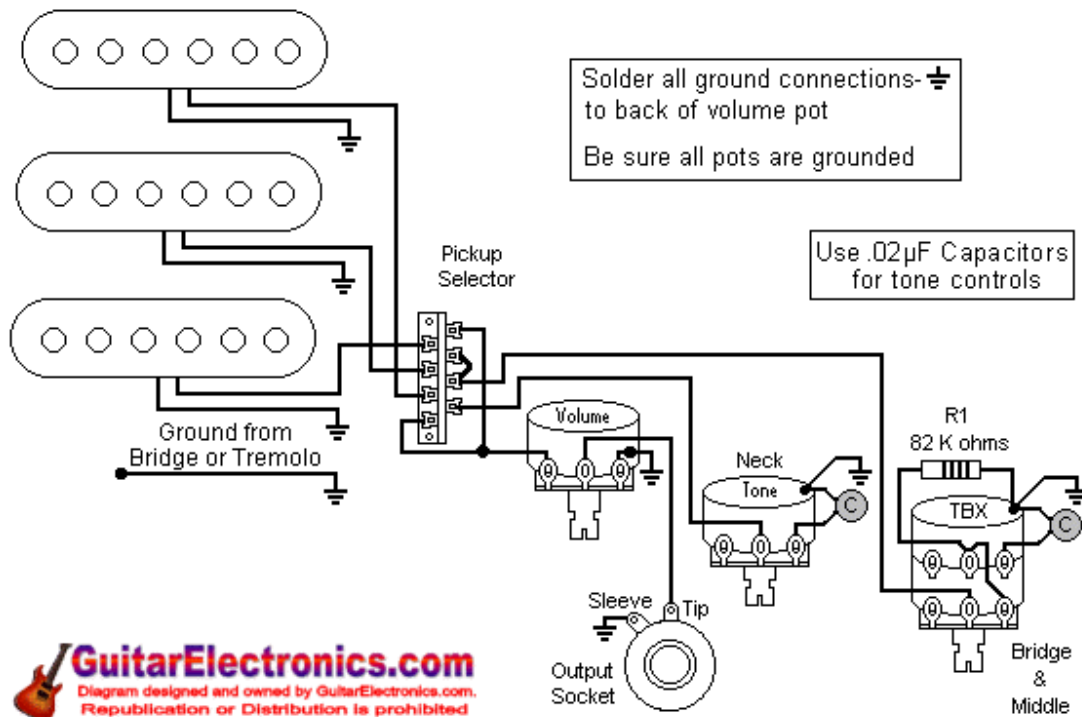 Solder all ground connections-
to back of volume pot
Be sure all pots are grounded
Use .02µF Capacitors
for tone controls
Pickup
Selector
Ground from
Bridge or Tremolo
Volume
Neck
Tone
C
R1
82 K ohms
TBX
C
Sleeve
Tip
Output
Socket
Bridge
&
Middle
GuitarElectronics.com
Diagram designed and owned by GuitarElectronics.com.
Republication or Distribution is prohibited